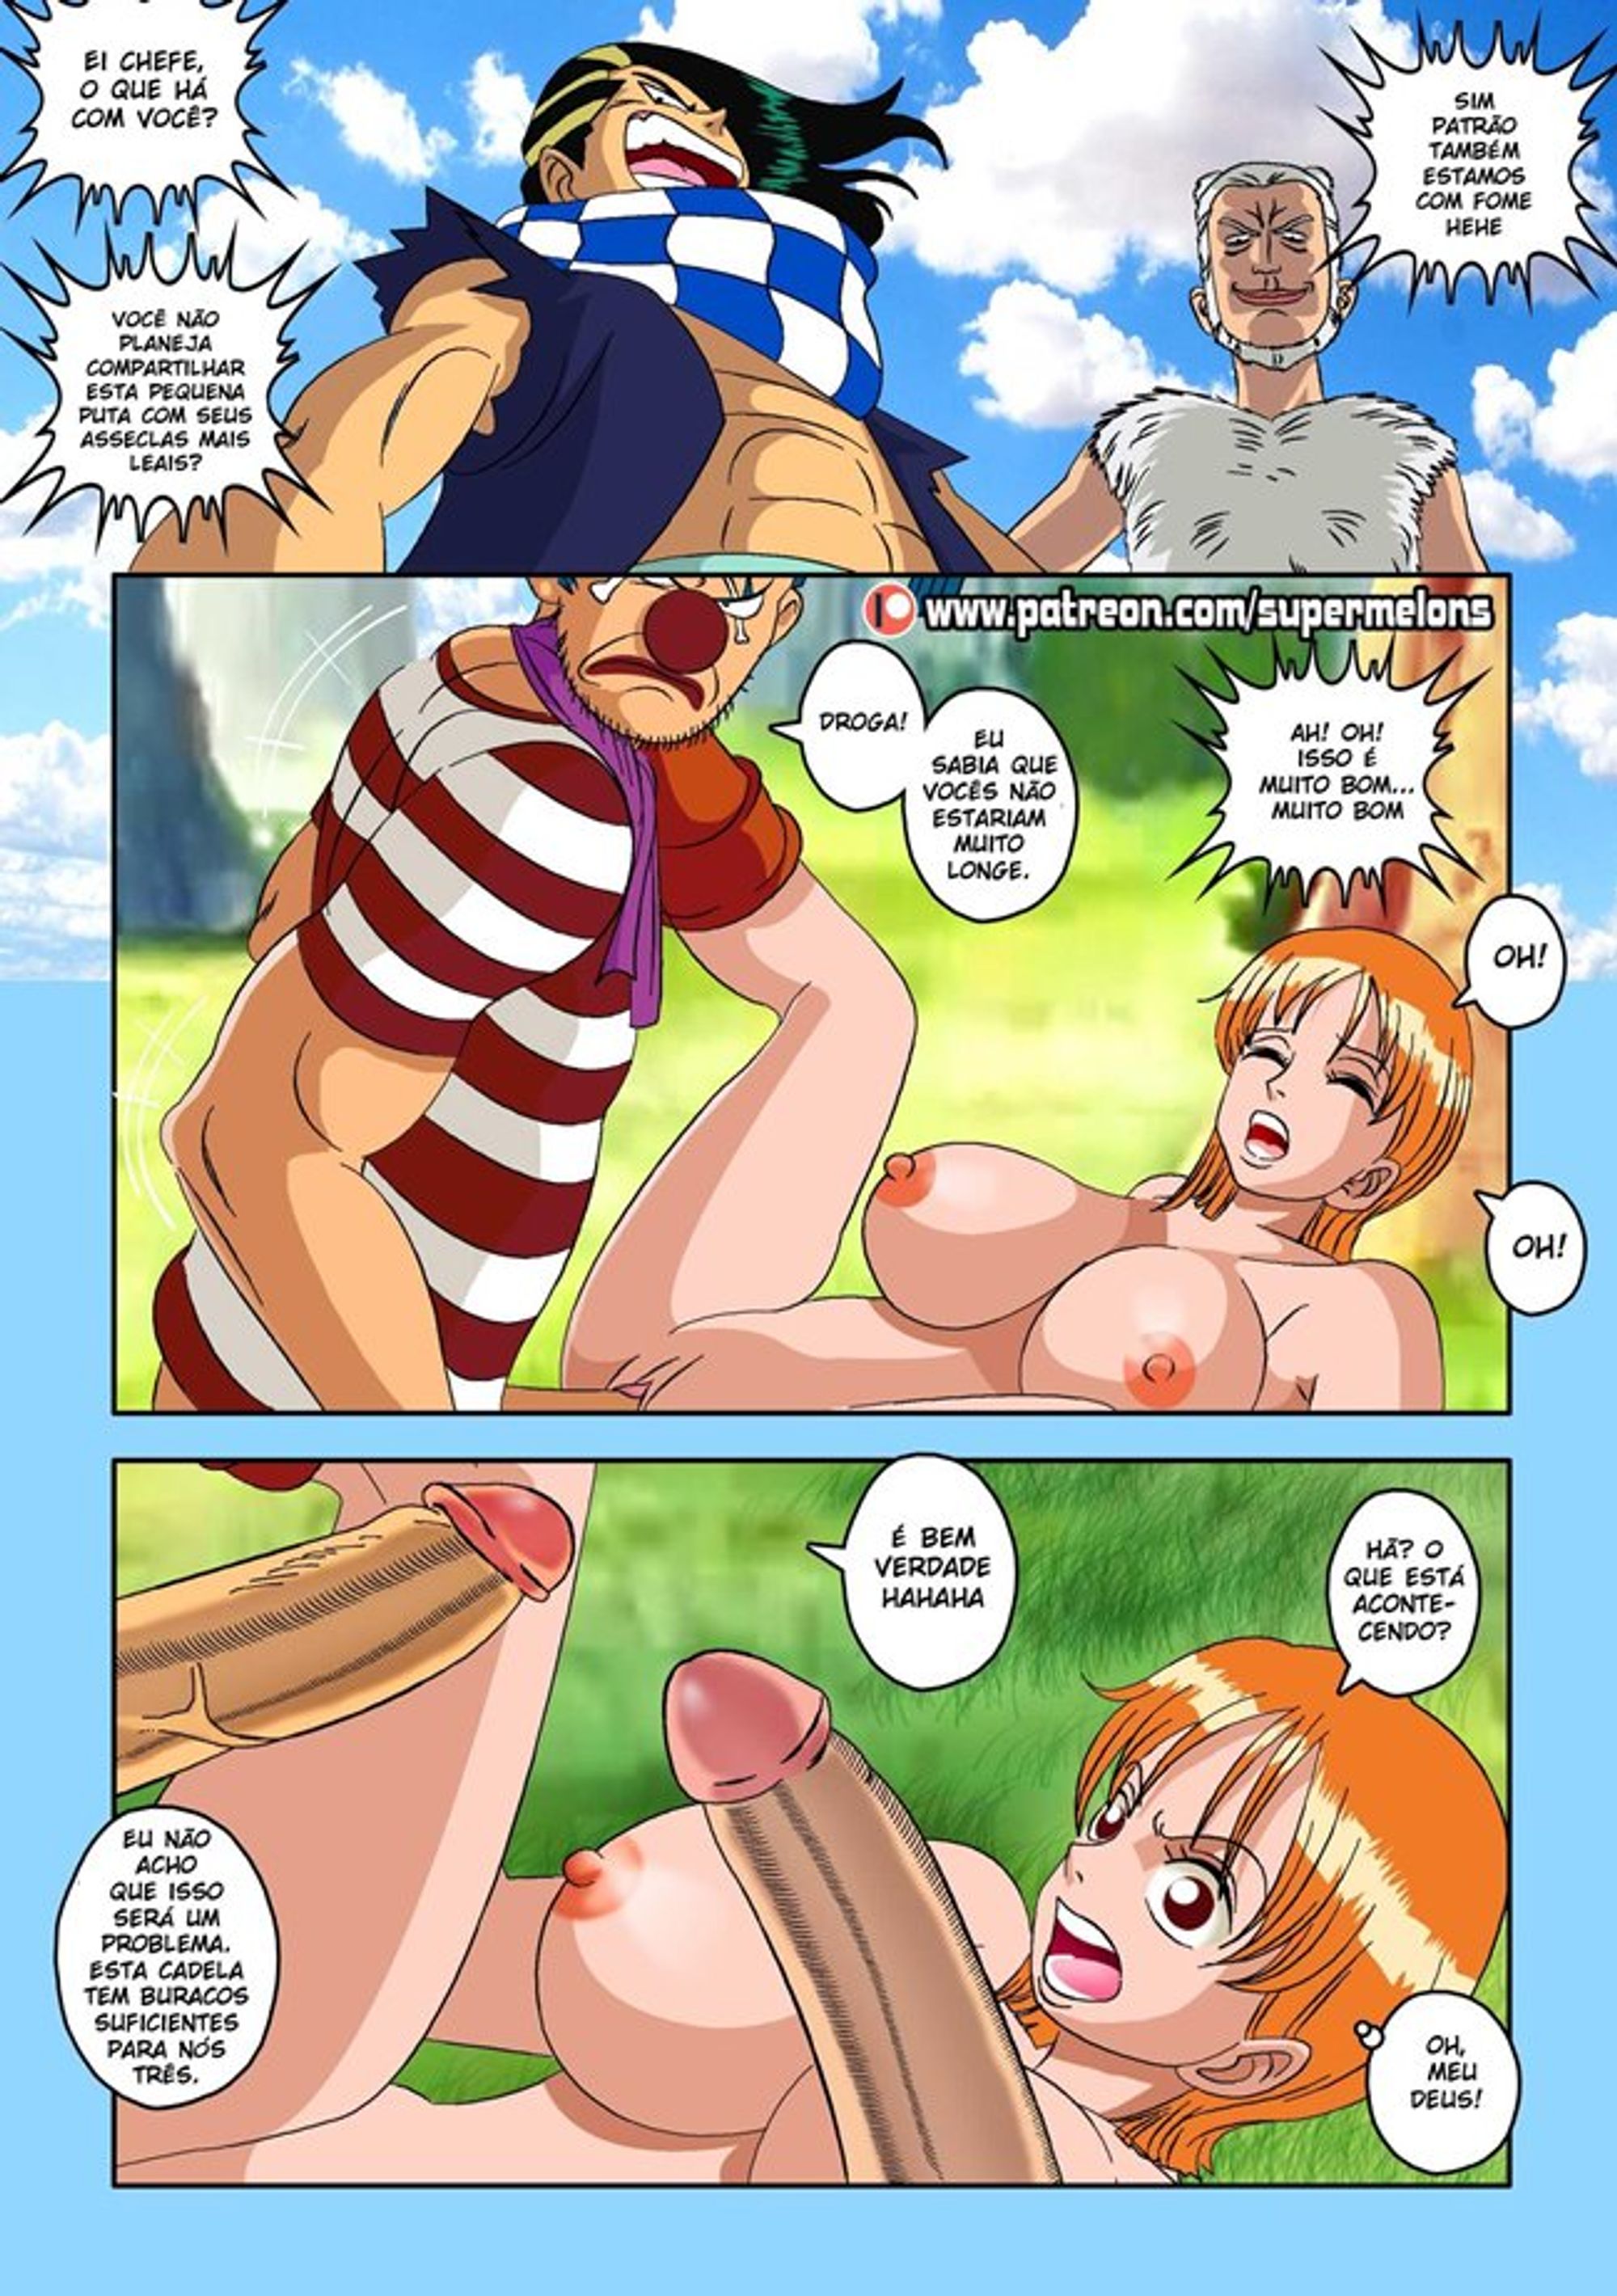 EI CHEFE,
O QUE HÁ
COM VOCÊ?
SIM
PATRÃO
TAMBÉM
ESTAMOS
COM FOME
HEHE
VOCÊ NÃO
PLANEJA
COMPARTILHAR
ESTA PEQUENA
PUTA COM SEUS
ASSECLAS MAIS
LEAIS?
www.patreon.com/supermelons
DROGA!
EU
SABIA QUE
VOCÊS NÃO
ESTARIAM
MUITO
LONGE.
AH! OH!
ISSO É
MUITO BOM...
MUITO BOM
OH!
OH!
É BEM
VERDADE
HAHAHA
HÃ? O
QUE ESTÁ
ACONTE-
CENDO?
EU NÃO
ACHO
QUE ISSO
SERÁ UM
PROBLEMA.
ESTA CADELA
TEM BURACOS
SUFICIENTES
PARA NÓS
TRÊS.
OH,
MEU
DEUS!